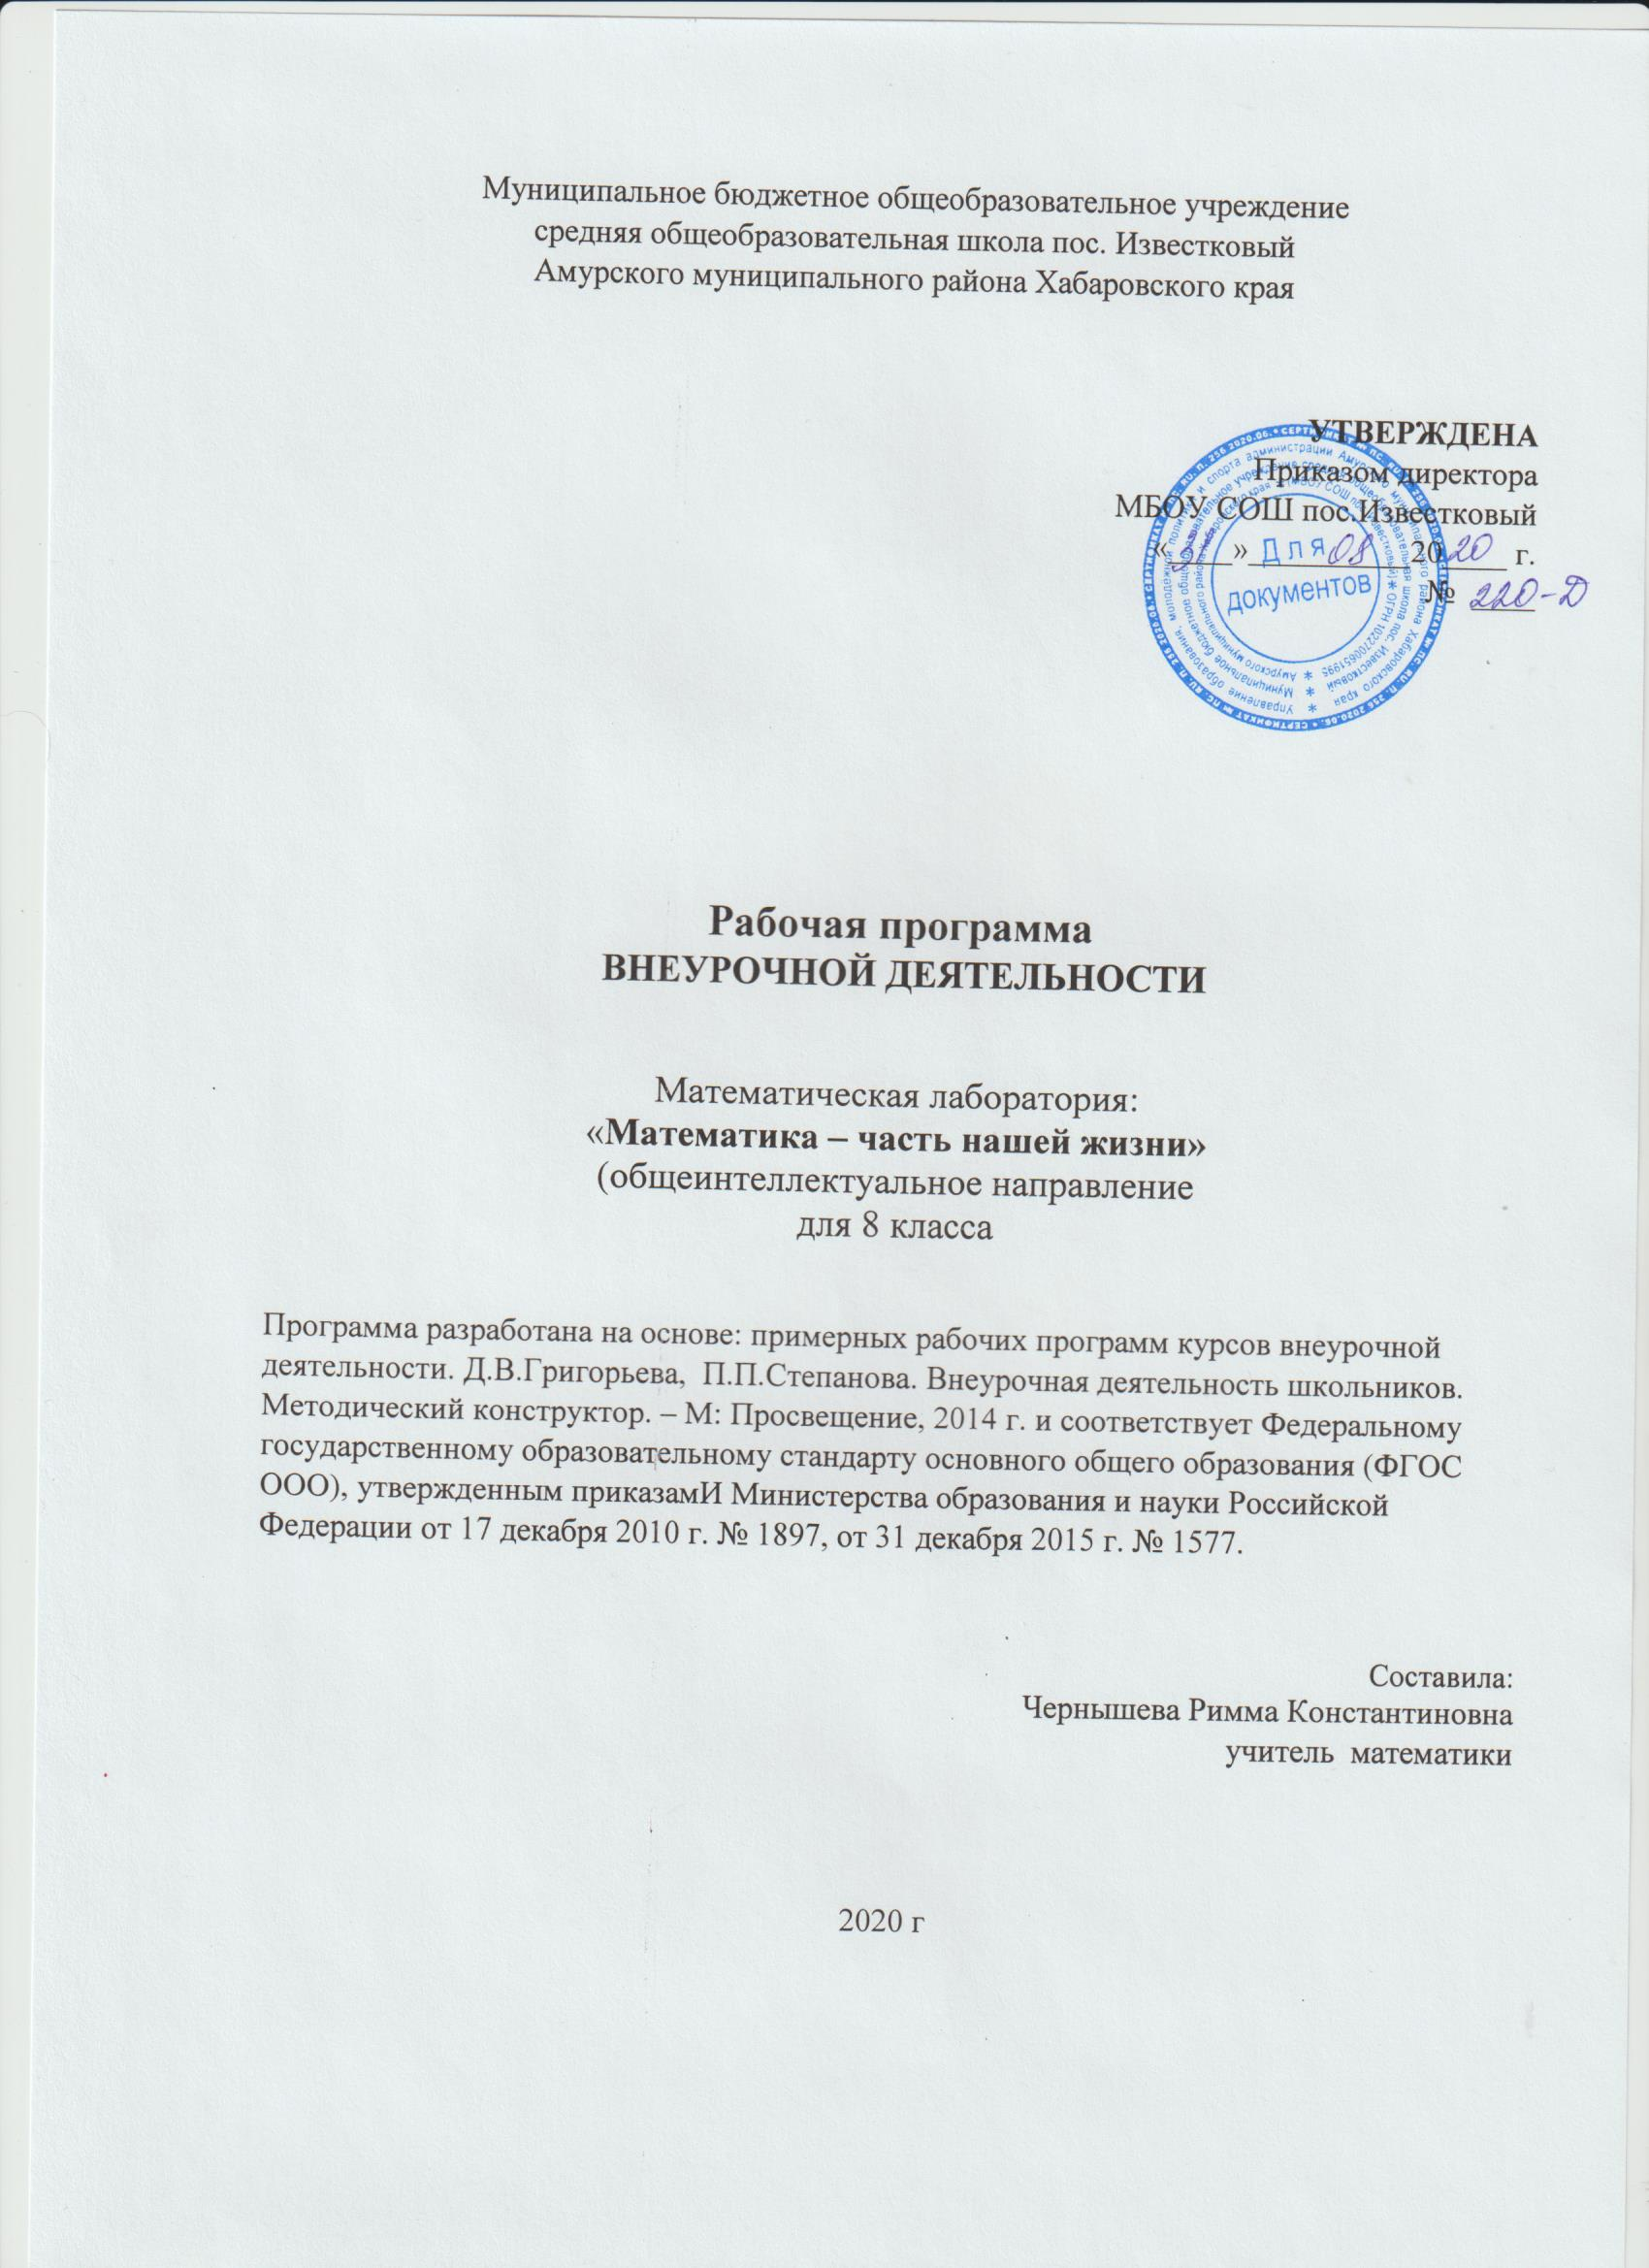 Муниципальное бюджетное общеобразовательное учреждение
средняя общеобразовательная школа пос. Известковый
Амурского муниципального района Хабаровского края
УТВЕРЖДЕНА
Приказом директора
МБОУ СОШ пос.Известковый
«____»__08__2020 г.
№ 220-Д
Для
документов
Рабочая программа
ВНЕУРОЧНОЙ ДЕЯТЕЛЬНОСТИ
Математическая лаборатория:
«Математика – часть нашей жизни»
(общеинтеллектуальное направление
для 8 класса
Программа разработана на основе: примерных рабочих программ курсов внеурочной
деятельности. Д.В.Григорьева, П.П.Степанова. Внеурочная деятельность школьников.
Методический конструктор. – М: Просвещение, 2014 г. и соответствует Федеральному
государственному образовательному стандарту основного общего образования (ФГОС
ООО), утвержденным приказамИ Министерства образования и науки Российской
Федерации от 17 декабря 2010 г. № 1897, от 31 декабря 2015 г. № 1577.
Составила:
Чернышева Римма Константиновна
учитель математики
2020 г